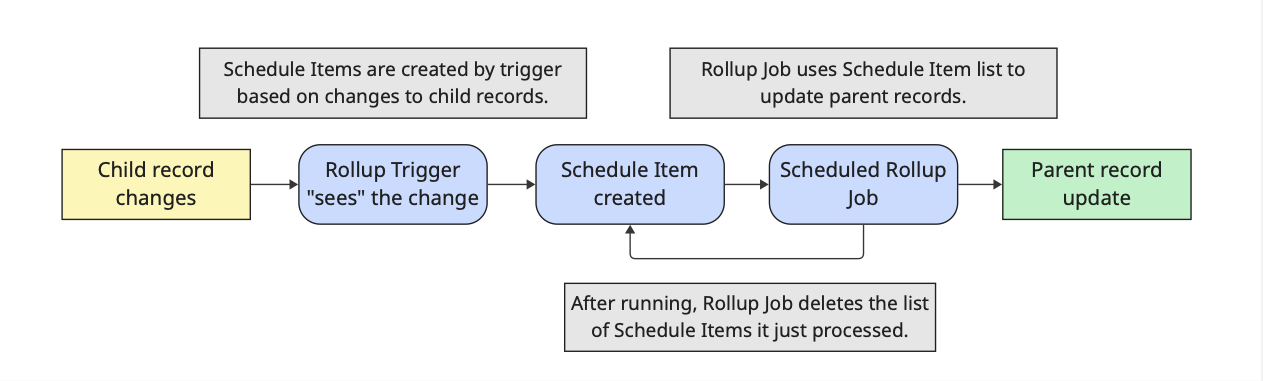 Schedule Items are created by trigger
based on changes to child records.
Rollup Job uses Schedule Item list to
update parent records.
Child record
changes
Rollup Trigger
"sees" the change
Schedule Item
created
Scheduled Rollup
Job
Parent record
update
After running, Rollup Job deletes the list
of Schedule Items it just processed.